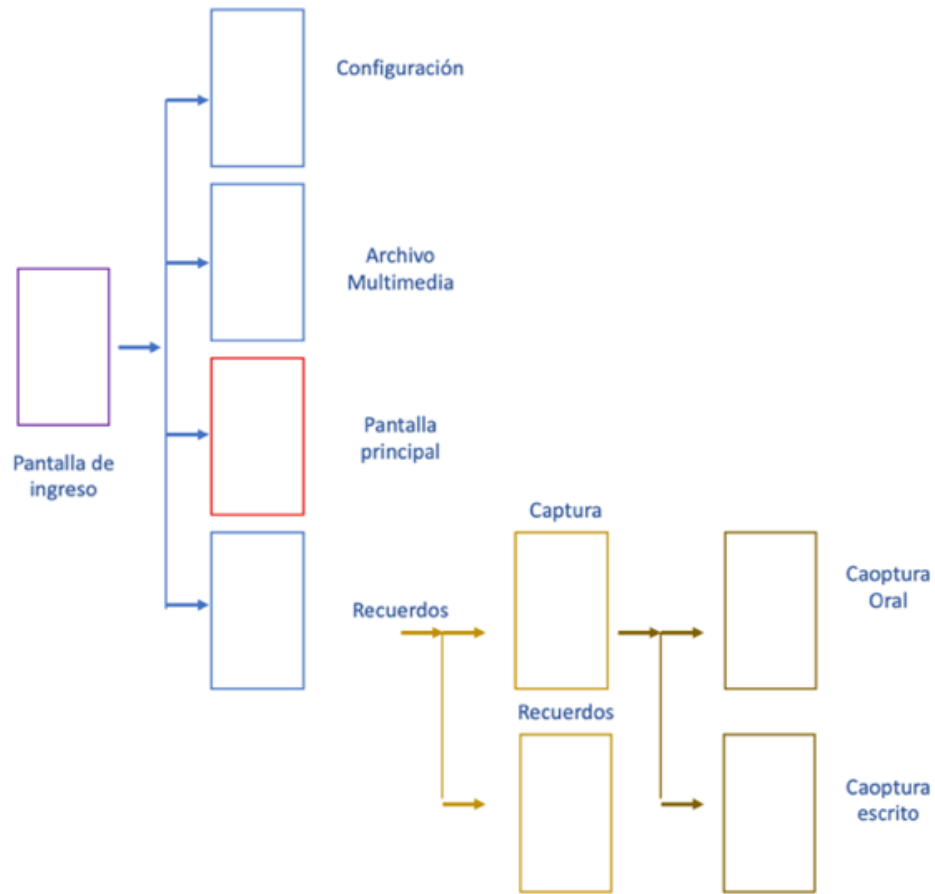 Configuración
Archivo
Multimedia
Pantalla
principal
Pantalla de
ingreso
Captura
Caoptura
Oral
Recuerdos
Recuerdos
Caoptura
escrito